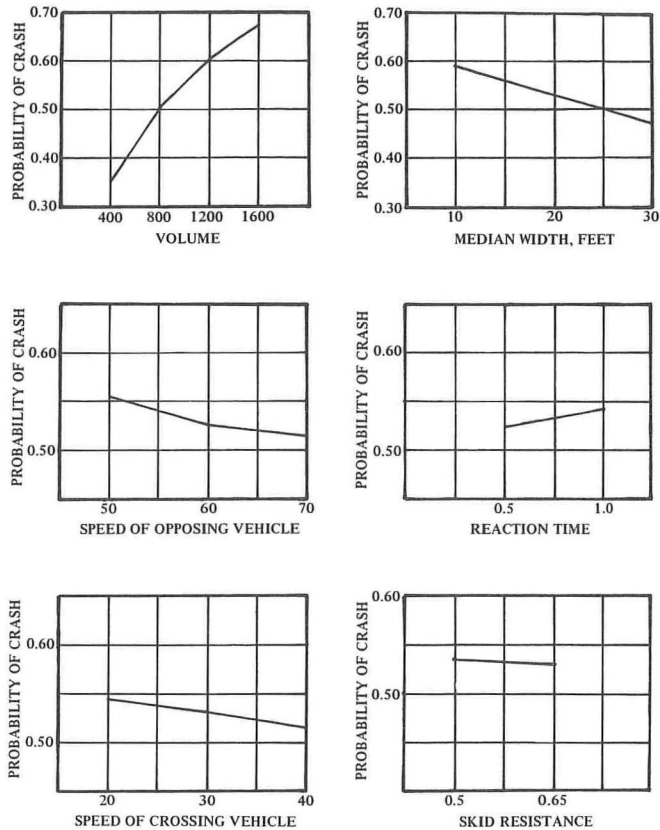 PROBABILITY OF CRASH
0.70
0.60
0.50
0.40
0.30
400 800 1200 1600
VOLUME
PROBABILITY OF CRASH
0.70
0.60
0.50
0.40
0.30
10 20 30
MEDIAN WIDTH, FEET
PROBABILITY OF CRASH
0.60
0.50
50 60 70
SPEED OF OPPOSING VEHICLE
PROBABILITY OF CRASH
0.60
0.50
0.5 1.0
REACTION TIME
PROBABILITY OF CRASH
0.60
0.50
20 30 40
SPEED OF CROSSING VEHICLE
PROBABILITY OF CRASH
0.60
0.50
0.5 0.65
SKID RESISTANCE